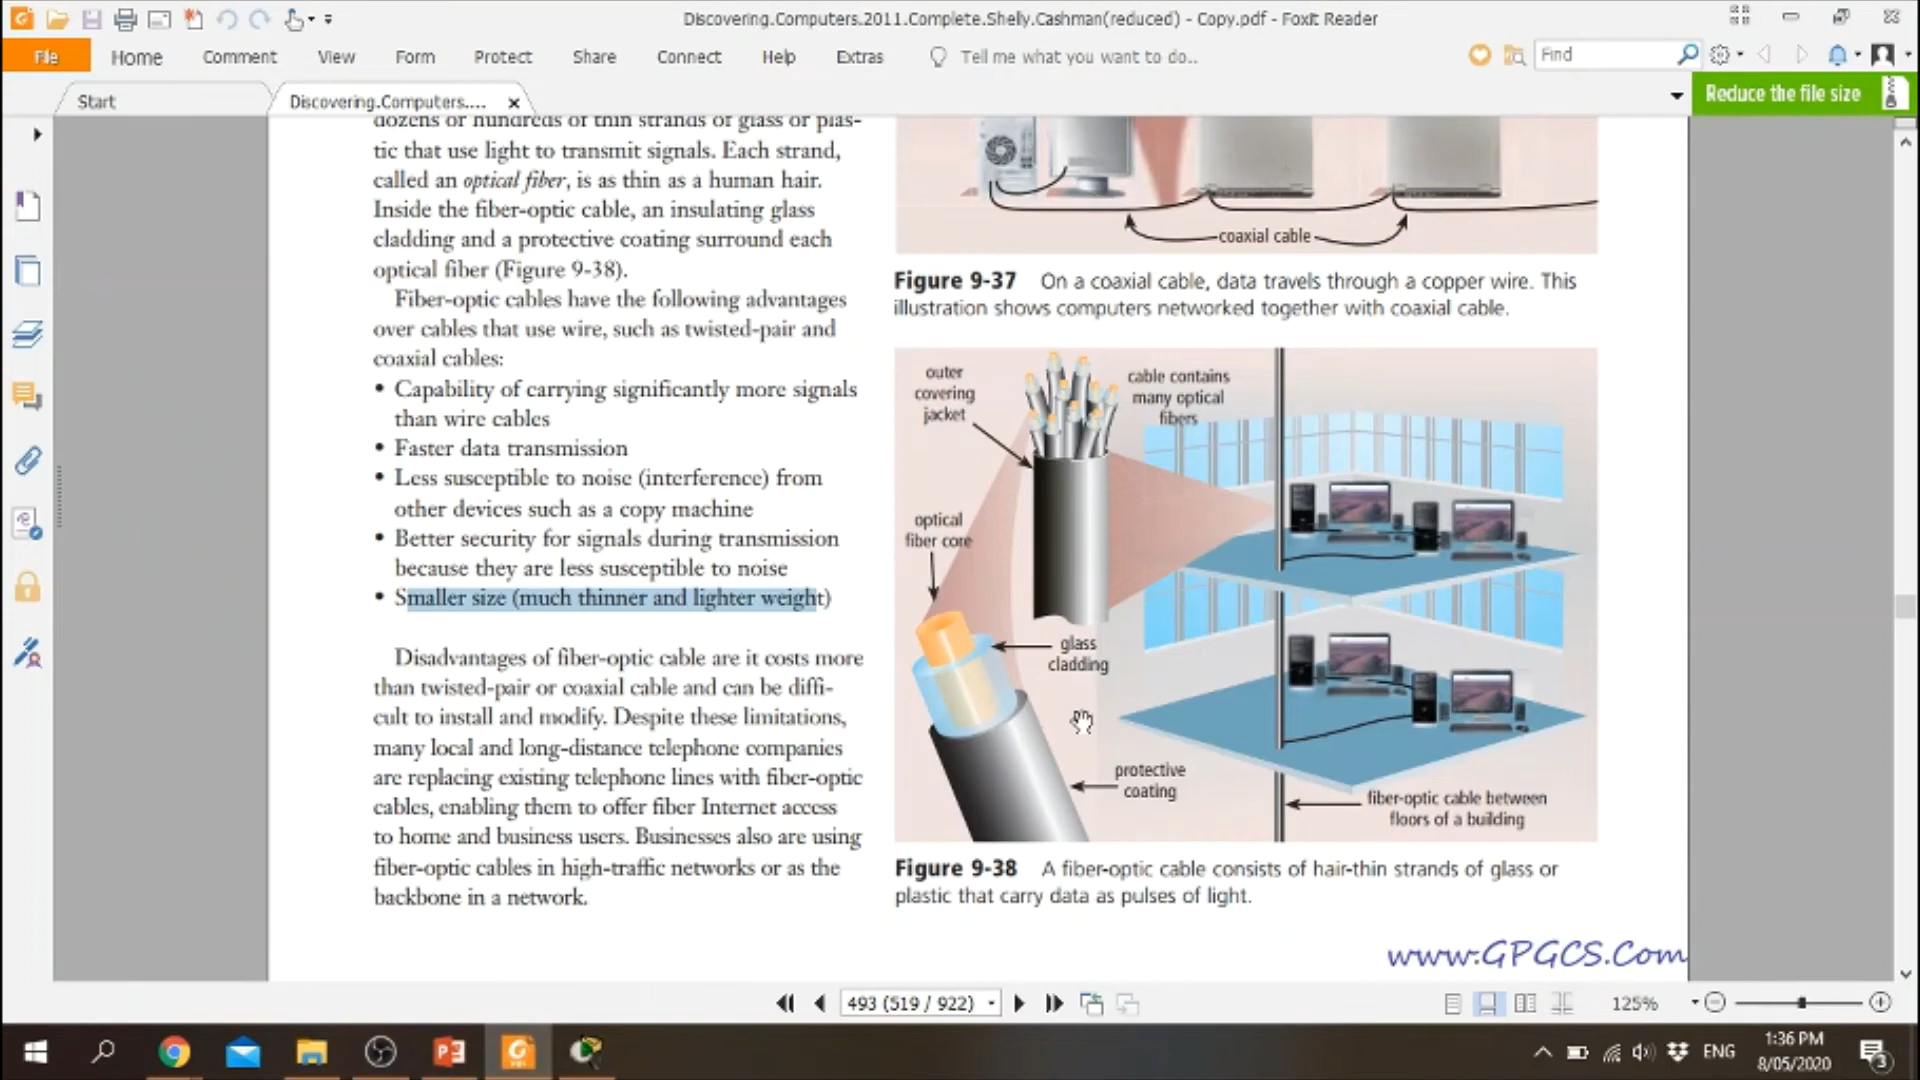 Discovering.Computers.2011.Complete.Shelly.Cashman(reduced) - Copy.pdf - Foxit Reader
File Home Comment View Form Protect Share Connect Help Extras Tell me what you want to do.. Find
Start Discovering.Computers.... Reduce the file size
dozens or hundreds of thin strands of glass or plas-
tic that use light to transmit signals. Each strand,
called an optical fiber, is as thin as a human hair.
Inside the fiber-optic cable, an insulating glass
cladding and a protective coating surround each
optical fiber (Figure 9-38).
Fiber-optic cables have the following advantages
over cables that use wire, such as twisted-pair and
coaxial cables:
• Capability of carrying significantly more signals
than wire cables
• Faster data transmission
• Less susceptible to noise (interference) from
other devices such as a copy machine
• Better security for signals during transmission
because they are less susceptible to noise
• Smaller size (much thinner and lighter weight)
Disadvantages of fiber-optic cable are it costs more
than twisted-pair or coaxial cable and can be diffi-
cult to install and modify. Despite these limitations,
many local and long-distance telephone companies
are replacing existing telephone lines with fiber-optic
cables, enabling them to offer fiber Internet access
to home and business users. Businesses also are using
fiber-optic cables in high-traffic networks or as the
backbone in a network.
coaxial cable
Figure 9-37 On a coaxial cable, data travels through a copper wire. This
illustration shows computers networked together with coaxial cable.
outer
covering
jacket
cable contains
many optical
fibers
optical
fiber core
glass
cladding
protective
coating
fiber-optic cable between
floors of a building
Figure 9-38 A fiber-optic cable consists of hair-thin strands of glass or
plastic that carry data as pulses of light.
www.GPGCS.Com
493 (519 / 922) 125%
ENG
1:36 PM
8/05/2020
3